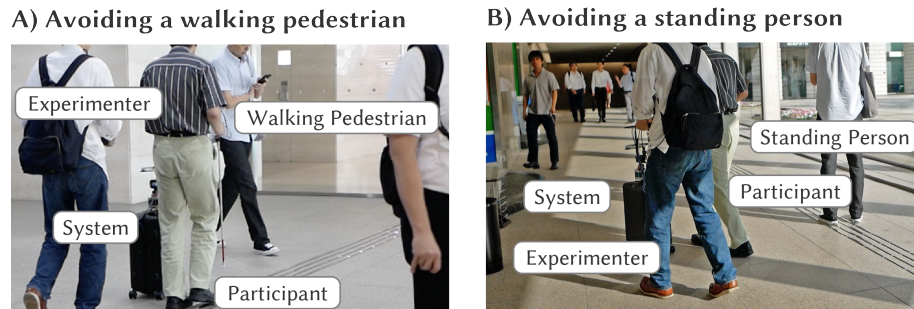 A) Avoiding a walking pedestrian
Experimenter
Walking Pedestrian
System
Participant
B) Avoiding a standing person
Standing Person
System
Participant
Experimenter